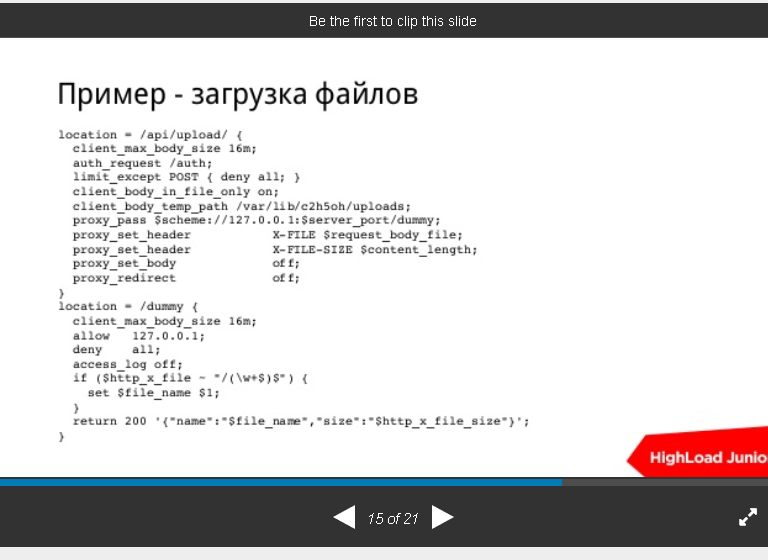 Be the first to clip this slide
Пример - загрузка файлов
location = /api/upload/ {
client_max_body_size 16m;
auth_request /auth;
limit_except POST { deny all; }
client_body_in_file_only on;
client_body_temp_path /var/lib/c2h5oh/uploads;
proxy_pass $scheme://127.0.0.1:$server_port/dummy;
proxy_set_header X-FILE $request_body_file;
proxy_set_header X-FILE-SIZE $content_length;
proxy_set_body off;
proxy_redirect off;
}
location = /dummy {
client_max_body_size 16m;
allow 127.0.0.1;
deny all;
access_log off;
if ($http_x_file ~ "/(\w+$)$") {
set $file_name $1;
}
return 200 '{"name":"$file_name","size":"$http_x_file_size"}';
}
HighLoad Junio
15 of 21